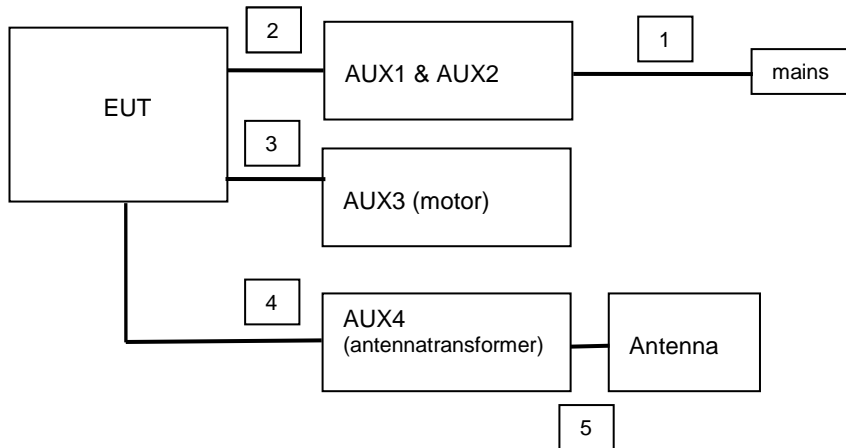 2
1
AUX1 & AUX2
mains
EUT
3
AUX3 (motor)
4
AUX4
(antennatransformer)
Antenna
5